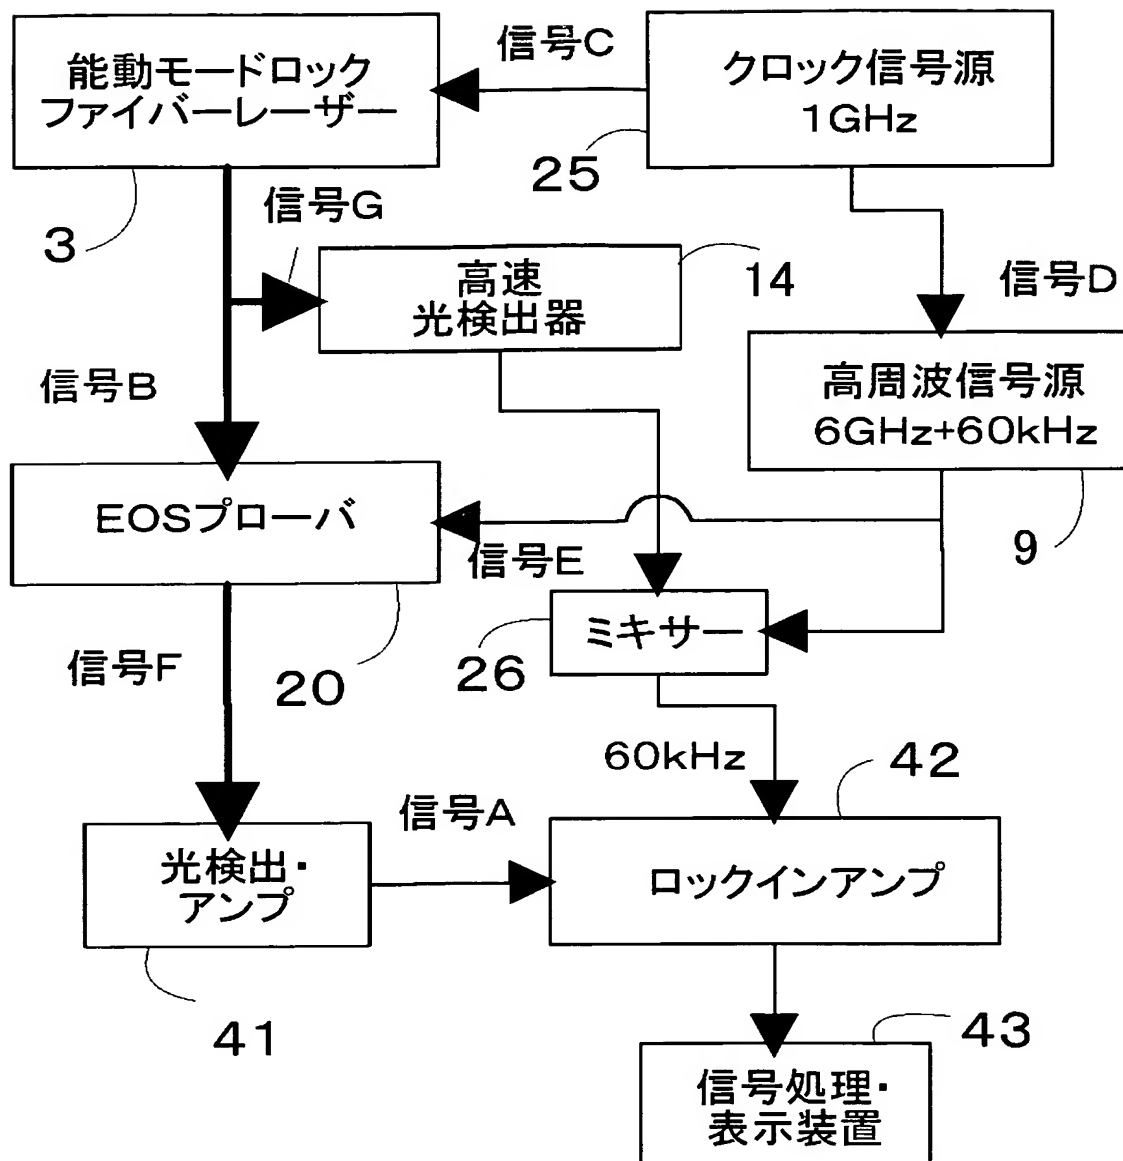 信号C
能動モードロック
ファイバーレーザー
クロック信号源
1GHz
25
3
信号G
高速
光検出器
14
信号D
信号B
高周波信号源
6GHz+60kHz
EOSプローバ
信号E
9
ミキサー
26
信号F
20
60kHz
42
信号A
光検出・
アンプ
ロックインアンプ
41
43
信号処理・
表示装置